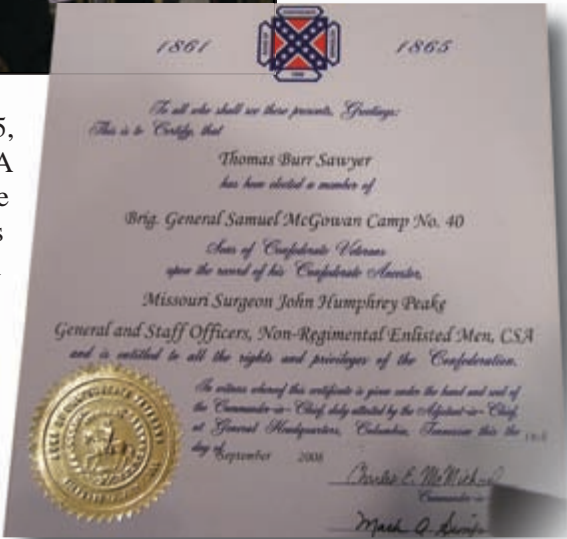 1861
1865
To all who shall see these presents, Greetings:
This is to Certify, that
Thomas Burr Sawyer
has been elected a member of
Brig. General Samuel McGowan Camp No. 40
Sons of Confederate Veterans
upon the record of his Confederate Ancestor,
Missouri Surgeon John Humphrey Peake
General and Staff Officers, Non-Regimental Enlisted Men, CSA
and is entitled to all the rights and privileges of the Confederation.
In witness whereof this certificate is given under the hand and seal of
the Commander-in-Chief, duly attested by the Adjutant-in-Chief,
at General Headquarters, Columbia, Tennessee this the
day of September 2008
Charles E. McMich
Commander-in-
Mark A.
5,
A
e
s